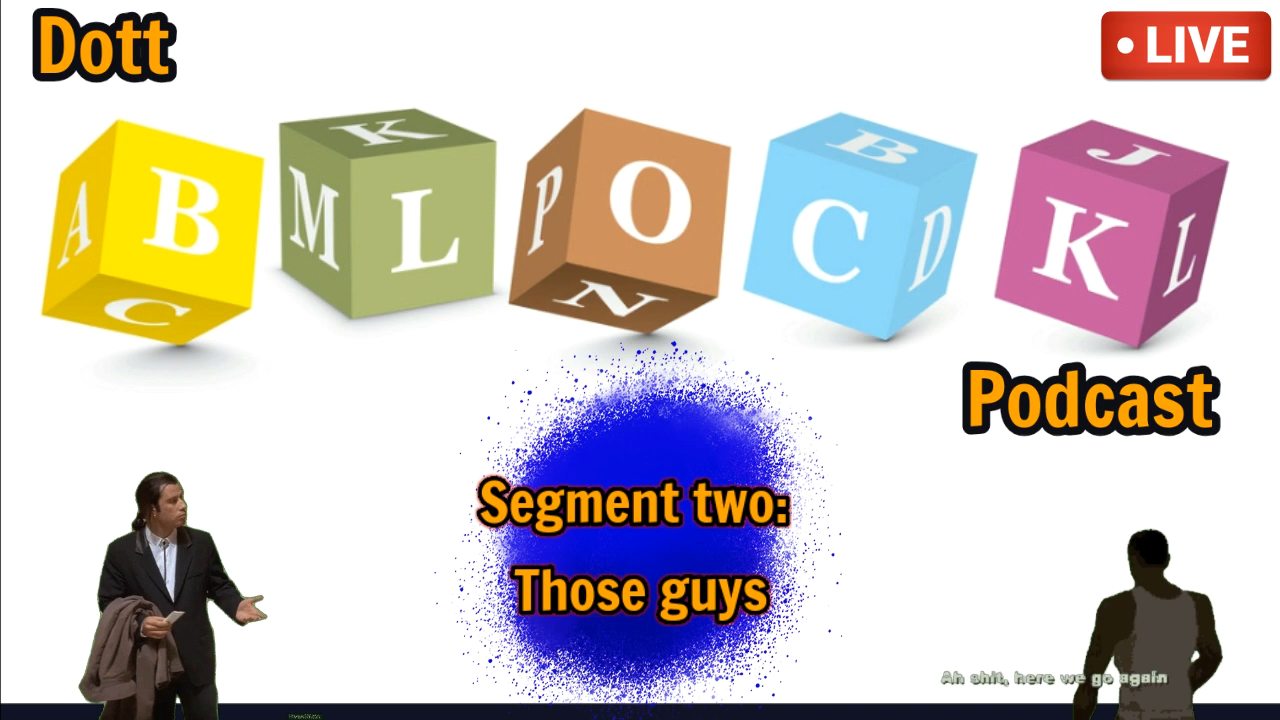 Dott
LIVE
A B C
M K L
P O N
B C D
J K L
Podcast
Segment two:
Those guys
Ah shit, here we go again